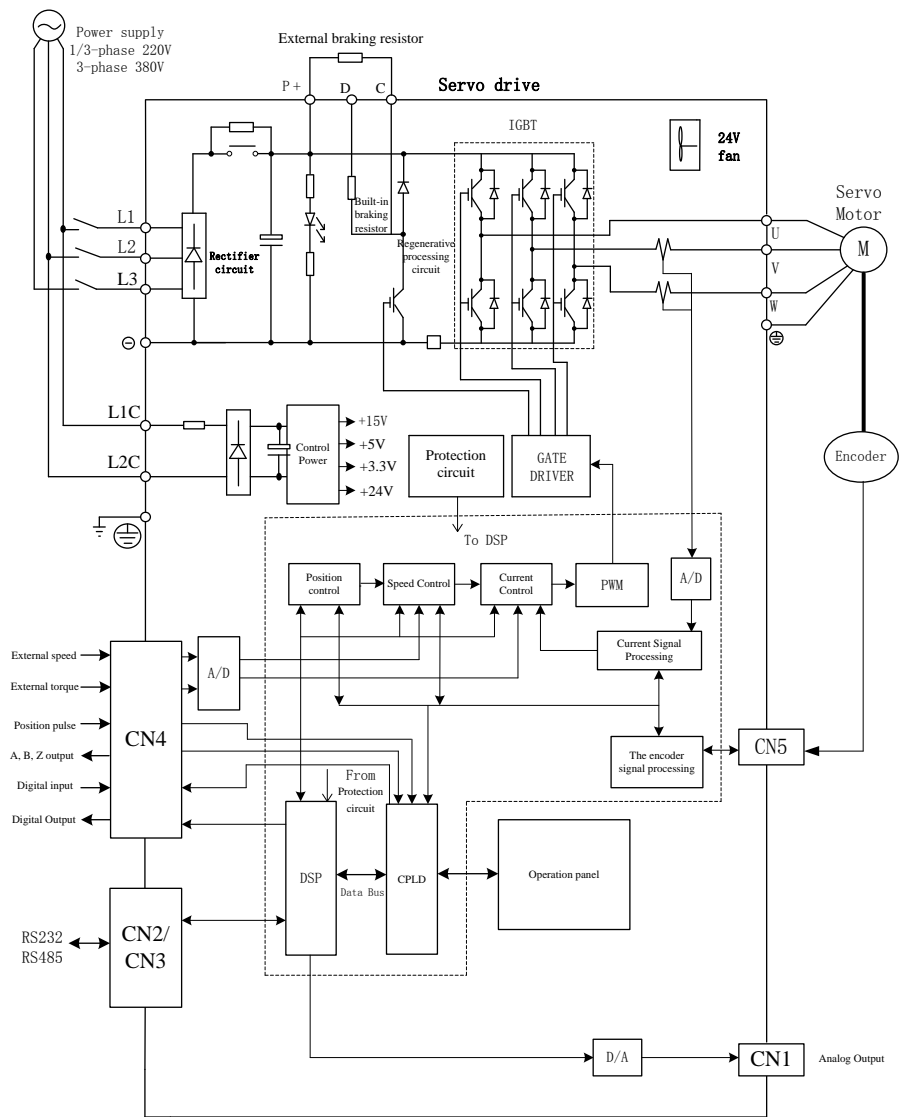 Power supply
1/3-phase 220V
3-phase 380V
External braking resistor
P+
D
C
Servo drive
IGBT
24V
fan
Servo
Motor
L1
L2
L3
Rectifier
circuit
Built-in
braking
resistor
Regenerative
processing
circuit
U
V
W
M
L1C
L2C
Control
Power
+15V
+5V
+3.3V
+24V
Protection
circuit
GATE
DRIVER
Encoder
To DSP
Position
control
Speed Control
Current
Control
PWM
A/D
External speed
External torque
Position pulse
A, B, Z output
Digital input
Digital Output
CN4
A/D
Current Signal
Processing
The encoder
signal processing
CN5
From
Protection
circuit
DSP
Data Bus
CPLD
Operation panel
RS232
RS485
CN2/
CN3
D/A
CN1
Analog Output